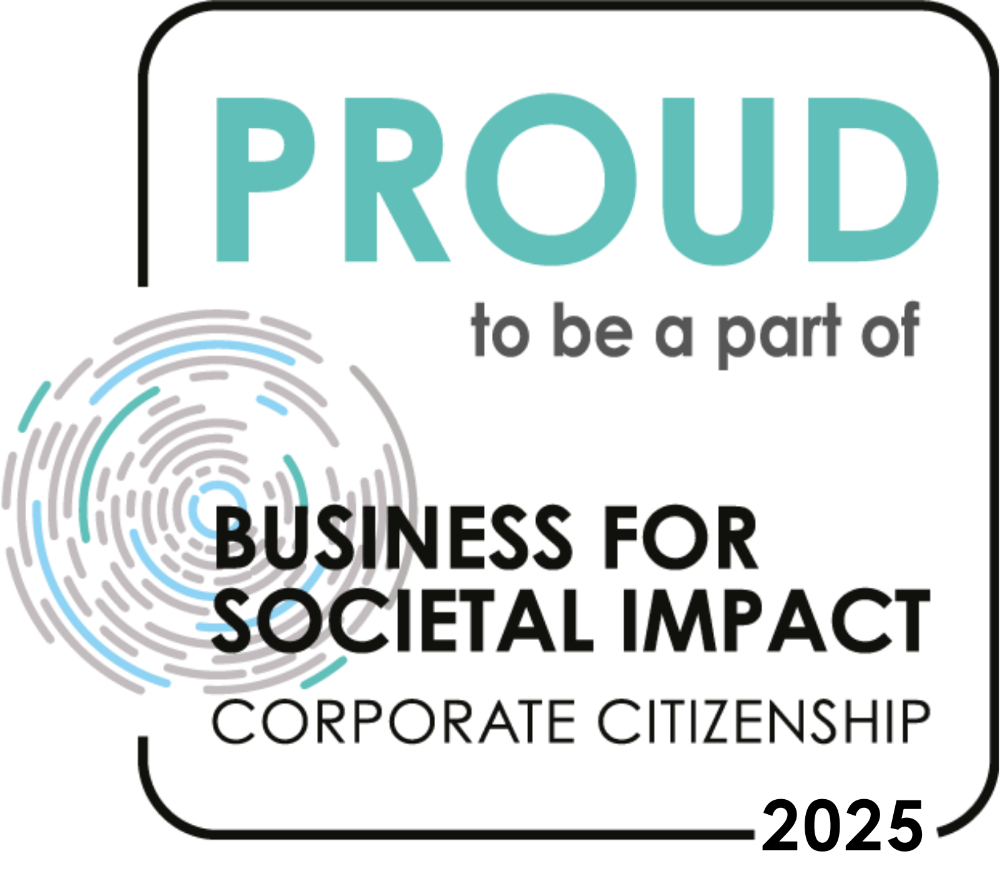 PROUD
to be a part of
BUSINESS FOR
SOCIETAL IMPACT
CORPORATE CITIZENSHIP
2025